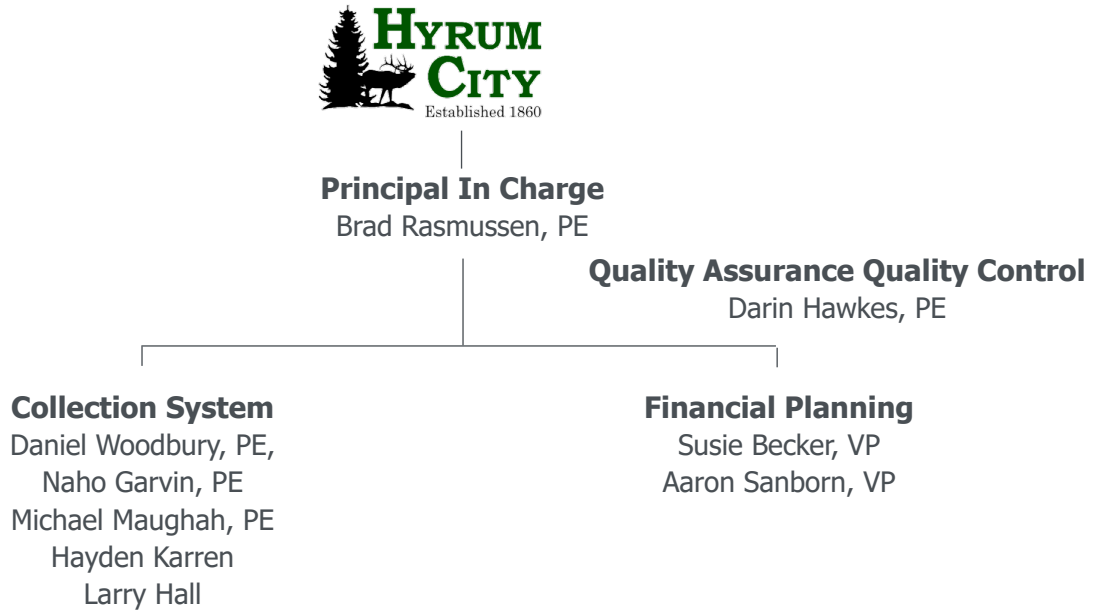 HYRUM
CITY
Established 1860
Principal In Charge
Brad Rasmussen, PE
Quality Assurance Quality Control
Darin Hawkes, PE
Collection System
Daniel Woodbury, PE,
Naho Garvin, PE
Michael Maughah, PE
Hayden Karren
Larry Hall
Financial Planning
Susie Becker, VP
Aaron Sanborn, VP